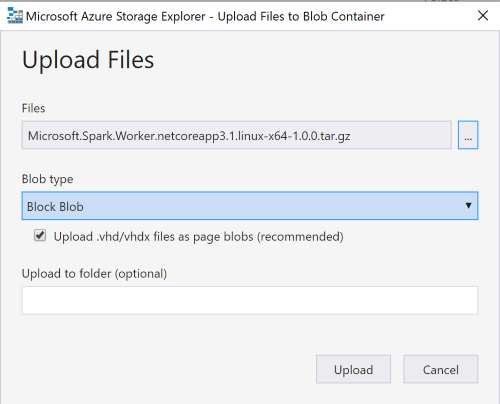 Microsoft Azure Storage Explorer - Upload Files to Blob Container
Upload Files
Files
Microsoft.Spark.Worker.netcoreapp3.1.linux-x64-1.0.0.tar.gz
...
Blob type
Block Blob
Upload .vhd/vhdx files as page blobs (recommended)
Upload to folder (optional)
Upload
Cancel